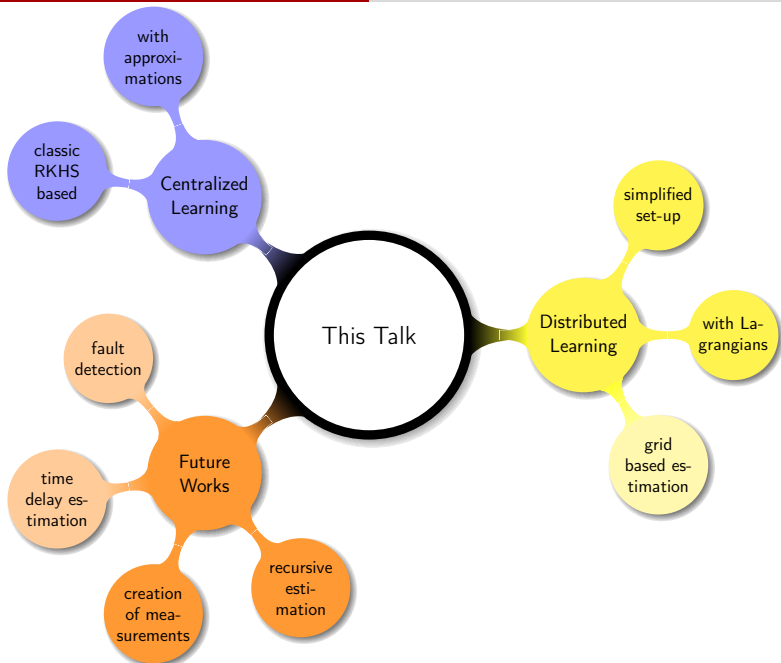 with
approxi-
mations
classic
RKHS
based
Centralized
Learning
This Talk
simplified
set-up
Distributed
Learning
with La-
grangians
grid
based es-
timation
fault
detection
time
delay es-
timation
Future
Works
creation
of mea-
surements
recursive
esti-
mation